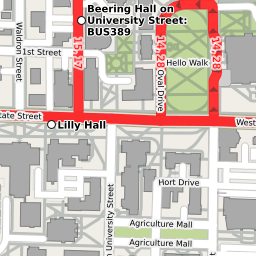 Beering Hall on
University Street:
BUS389
Waldron Street
1st Street
15,17
14,28
14,28
Oval Drive
Hello Walk
tate Street
Lilly Hall
West
University Street
Hort Drive
Agriculture Mall
Agriculture Mall